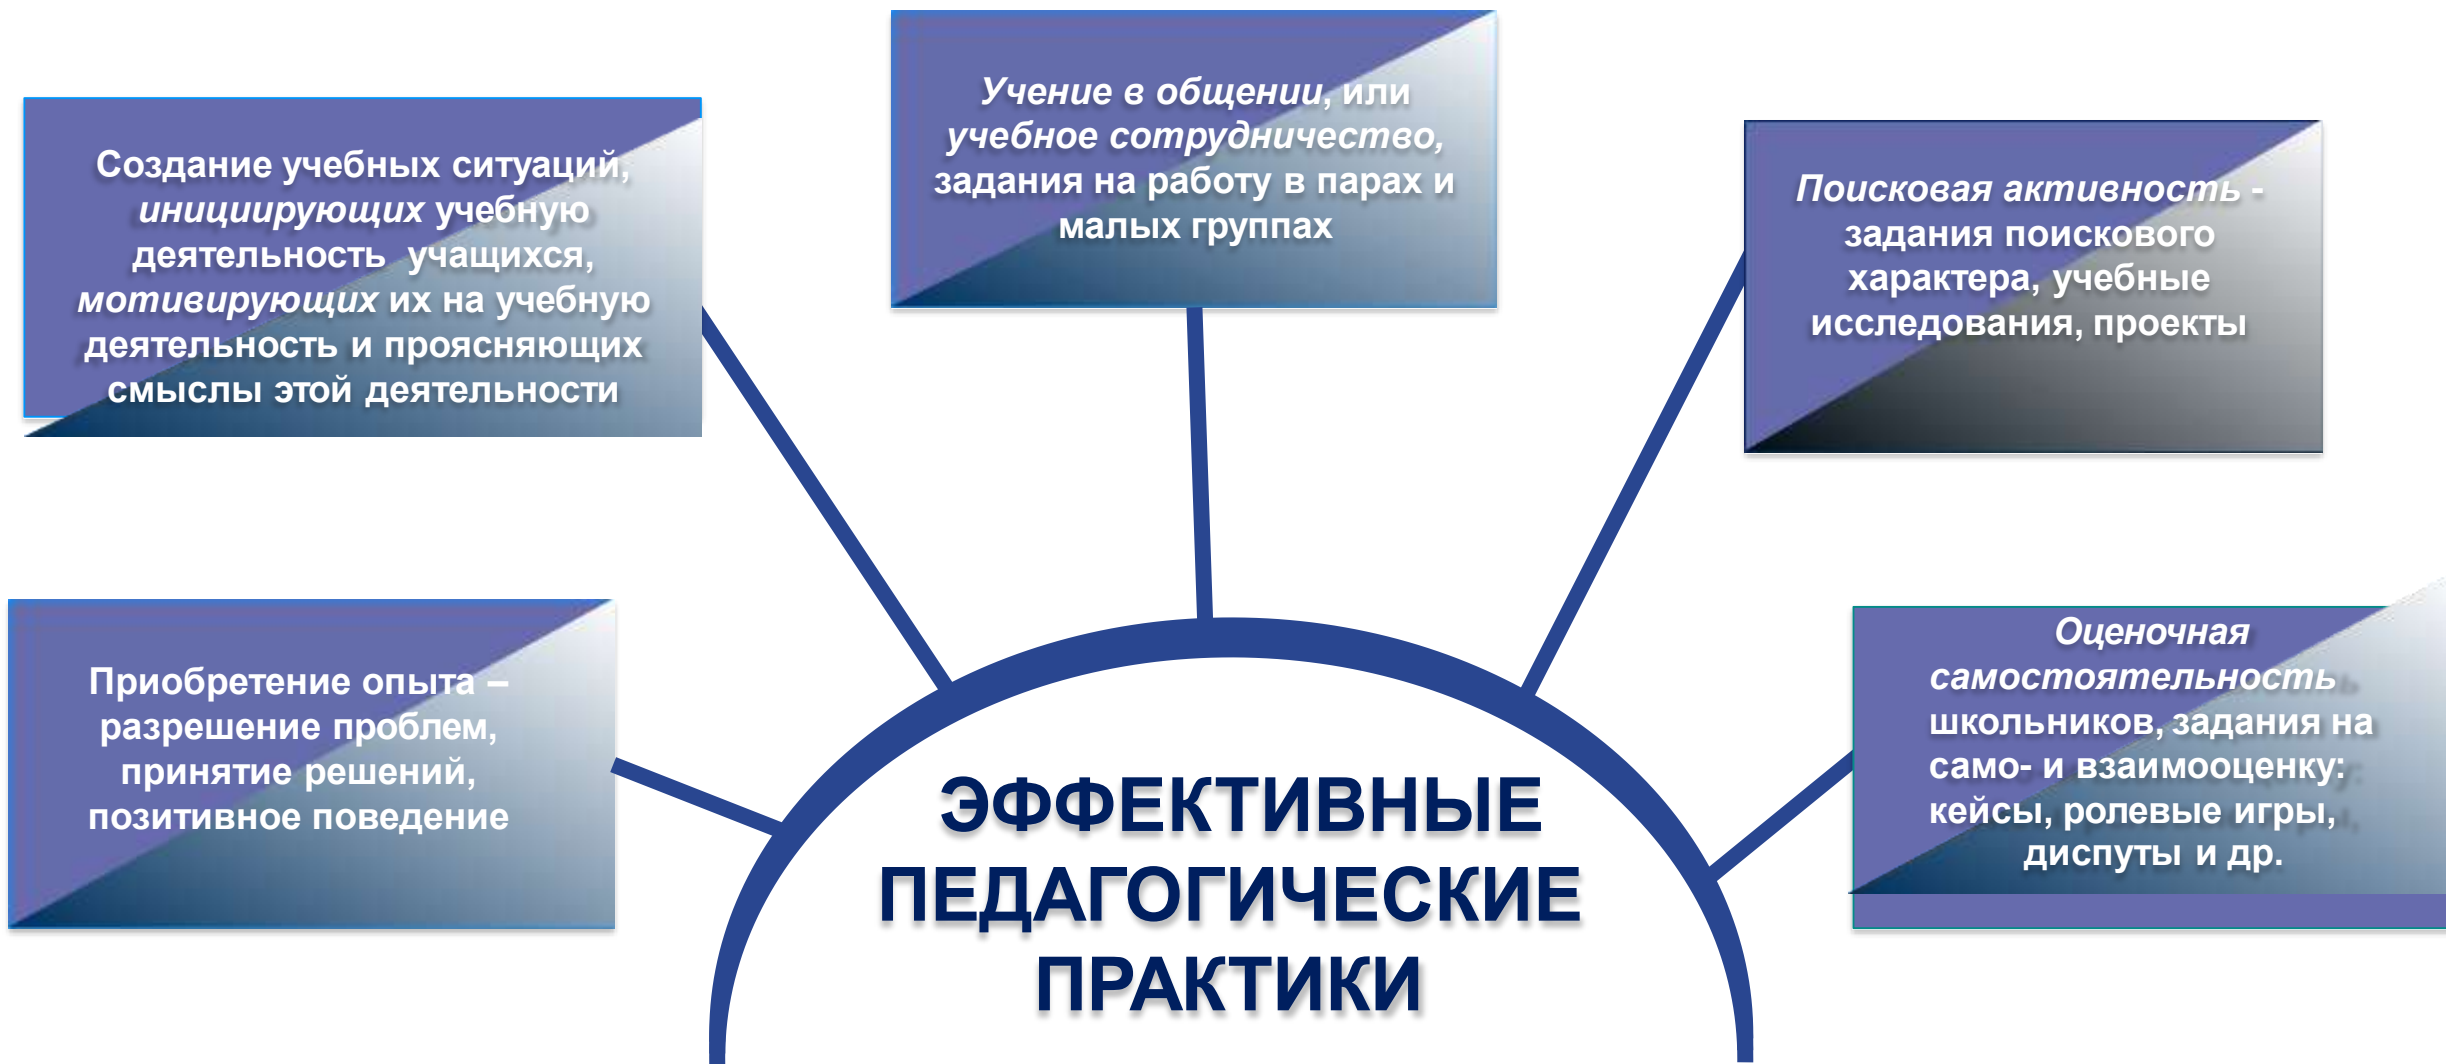 Учение в общении, или
учебное сотрудничество,
задания на работу в парах и
малых группах
Создание учебных ситуаций,
инициирующих учебную
деятельность учащихся,
мотивирующих их на учебную
деятельность и проясняющих
смыслы этой деятельности
Поисковая активность -
задания поискового
характера, учебные
исследования, проекты
Приобретение опыта –
разрешение проблем,
принятие решений,
позитивное поведение
Оценочная
самостоятельность
школьников, задания на
само- и взаимооценку:
кейсы, ролевые игры,
диспуты и др.
ЭФФЕКТИВНЫЕ
ПЕДАГОГИЧЕСКИЕ
ПРАКТИКИ